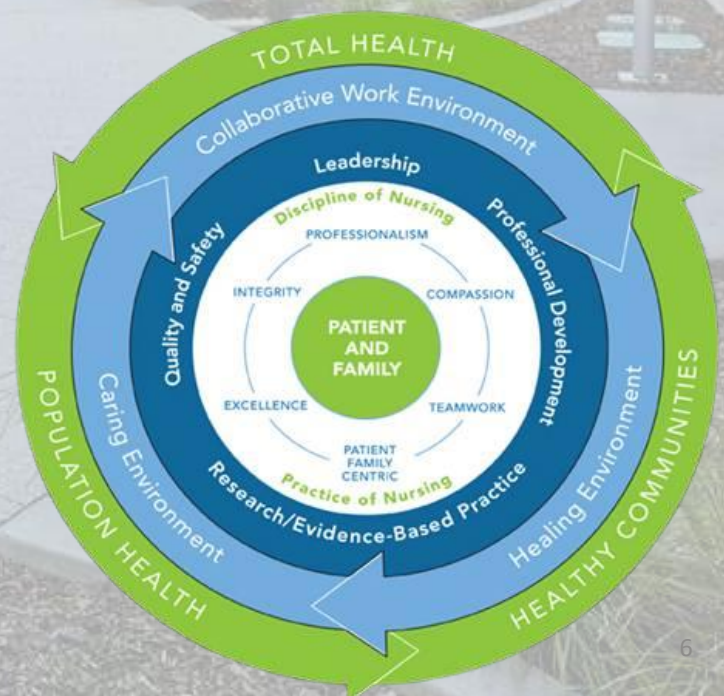 TOTAL HEALTH
Collaborative Work Environment
Leadership
Discipline of Nursing
PROFESSIONALISM
Quality and Safety
Professional Development
INTEGRITY
COMPASSION
PATIENT
AND
FAMILY
EXCELLENCE
TEAMWORK
PATIENT
FAMILY
CENTRIC
Practice of Nursing
Research/Evidence-Based Practice
Caring Environment
Healing Environment
POPULATION HEALTH
HEALTHY COMMUNITIES
6